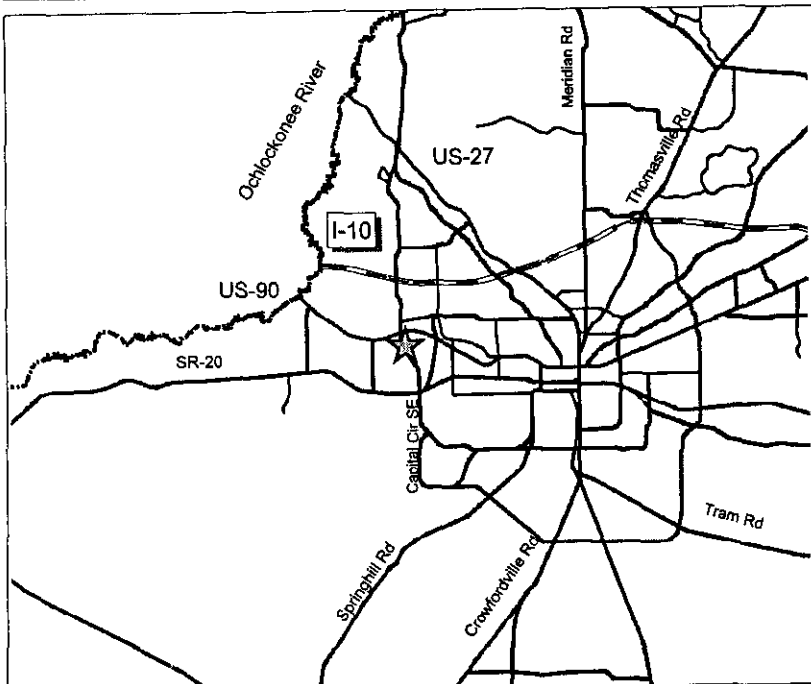 Ochlockonee River
Meridian Rd
US-27
Thomasville Rd
I-10
US-90
SR-20
Capital Cir SE
Springhill Rd
Crowfordville Rd
Tram Rd